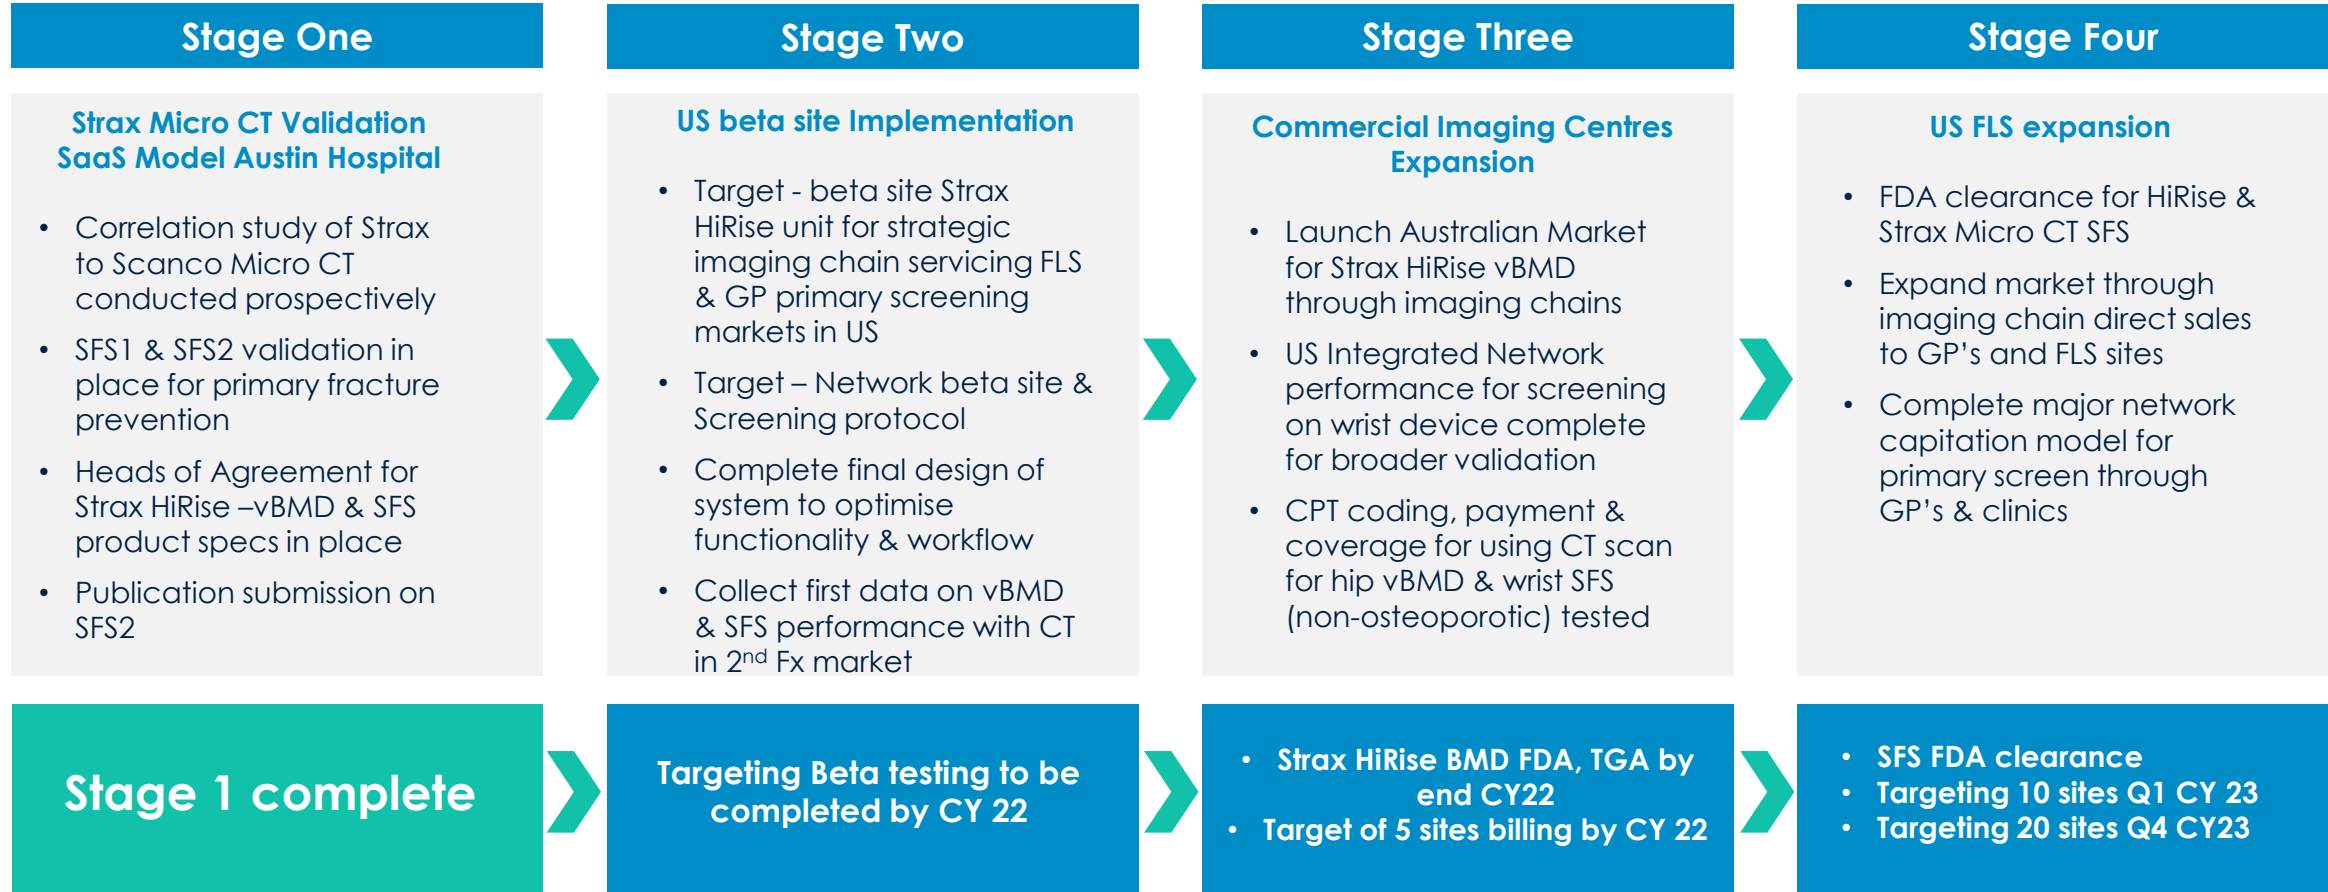 Stage One
Strax Micro CT Validation
SaaS Model Austin Hospital
• Correlation study of Strax
to Scanco Micro CT
conducted prospectively
• SFS1 & SFS2 validation in
place for primary fracture
prevention
• Heads of Agreement for
Strax HiRise –vBMD & SFS
product specs in place
• Publication submission on
SFS2
Stage 1 complete
Stage Two
US beta site Implementation
• Target - beta site Strax
HiRise unit for strategic
imaging chain servicing FLS
& GP primary screening
markets in US
• Target – Network beta site &
Screening protocol
• Complete final design of
system to optimise
functionality & workflow
• Collect first data on vBMD
& SFS performance with CT
in 2nd Fx market
Targeting Beta testing to be
completed by CY 22
Stage Three
Commercial Imaging Centres
Expansion
• Launch Australian Market
for Strax HiRise vBMD
through imaging chains
• US Integrated Network
performance for screening
on wrist device complete
for broader validation
• CPT coding, payment &
coverage for using CT scan
for hip vBMD & wrist SFS
(non-osteoporotic) tested
• Strax HiRise BMD FDA, TGA by
end CY22
• Target of 5 sites billing by CY 22
Stage Four
US FLS expansion
• FDA clearance for HiRise &
Strax Micro CT SFS
• Expand market through
imaging chain direct sales
to GP's and FLS sites
• Complete major network
capitation model for
primary screen through
GP's & clinics
• SFS FDA clearance
• Targeting 10 sites Q1 CY 23
• Targeting 20 sites Q4 CY23